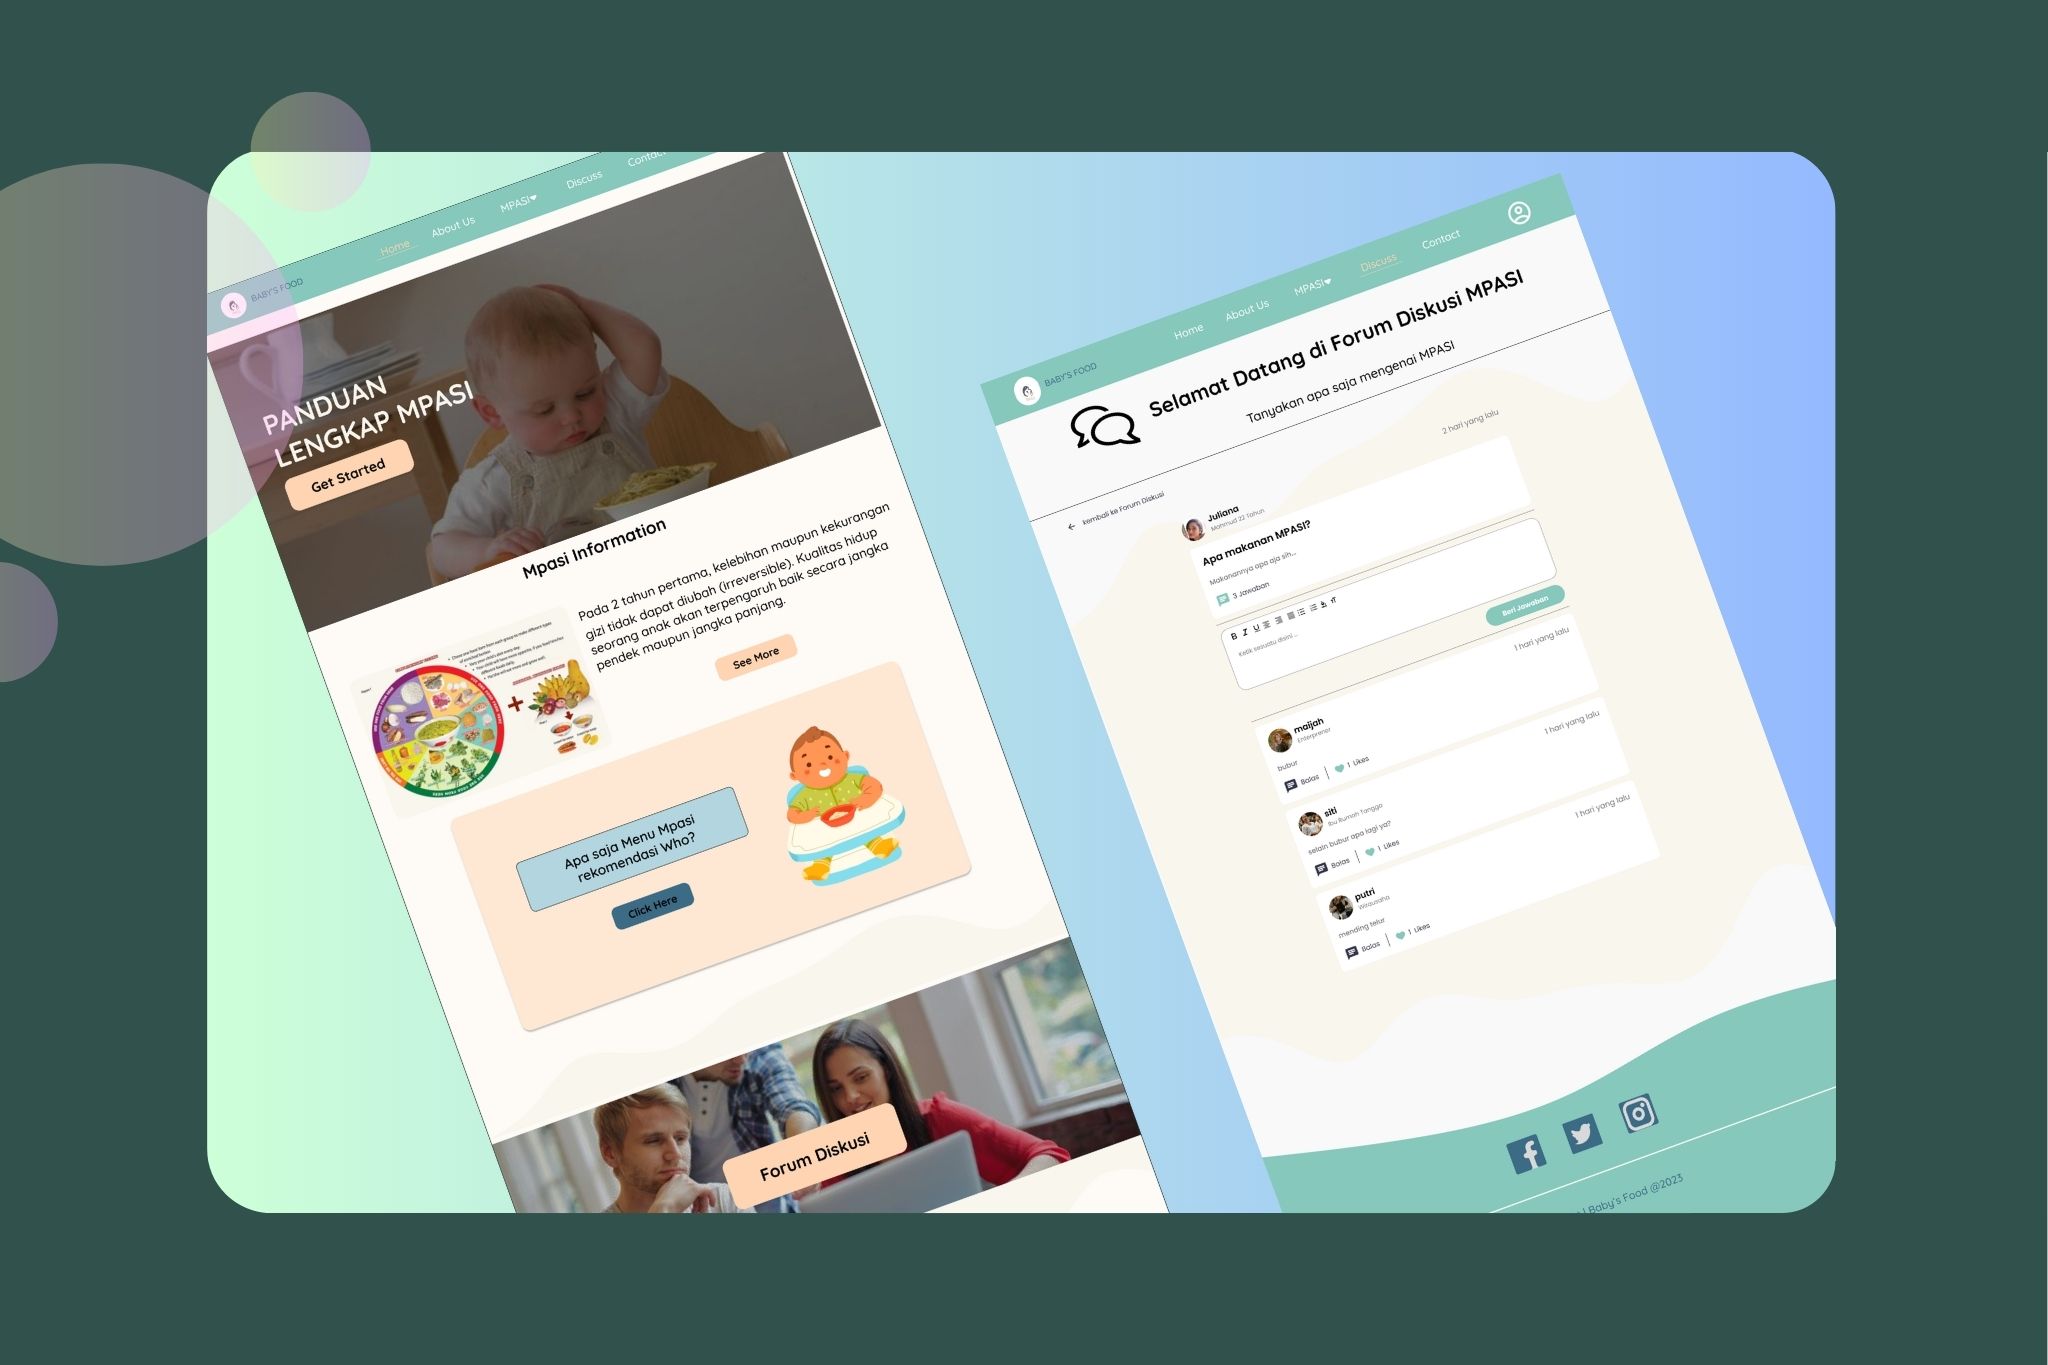 BABY'S FOOD
Home
About Us
MPASI
Discuss
Contact
PANDUAN
LENGKAP MPASI
Get Started
Mpasi Information
Pada 2 tahun pertama, kelebihan maupun kekurangan
gizi tidak dapat diubah (irreversible). Kualitas hidup
seorang anak akan terpengaruh baik secara jangka
pendek maupun jangka panjang.
See More
Apa saja Menu Mpasi
rekomendasi Who?
Click Here
Forum Diskusi
BABY'S FOOD
Home
About Us
MPASI
Discuss
Contact
Selamat Datang di Forum Diskusi MPASI
Tanyakan apa saja mengenai MPASI
kembali ke Forum Diskusi
2 hari yang lalu
Juliana
Mahmud 22 Tahun
Apa makanan MPASI?
Makanannya apa aja sih...
3 Jawaban
B I U
Ketik sesuatu disini...
Beri Jawaban
1 hari yang lalu
maijah
Enterprener
bubur
Balas
1 Likes
1 hari yang lalu
siti
Ibu Rumah Tangga
selain bubur apa lagi ya?
Balas
1 Likes
1 hari yang lalu
putri
Wirausaha
mending telur
Balas
1 Likes
| Baby's Food @2023